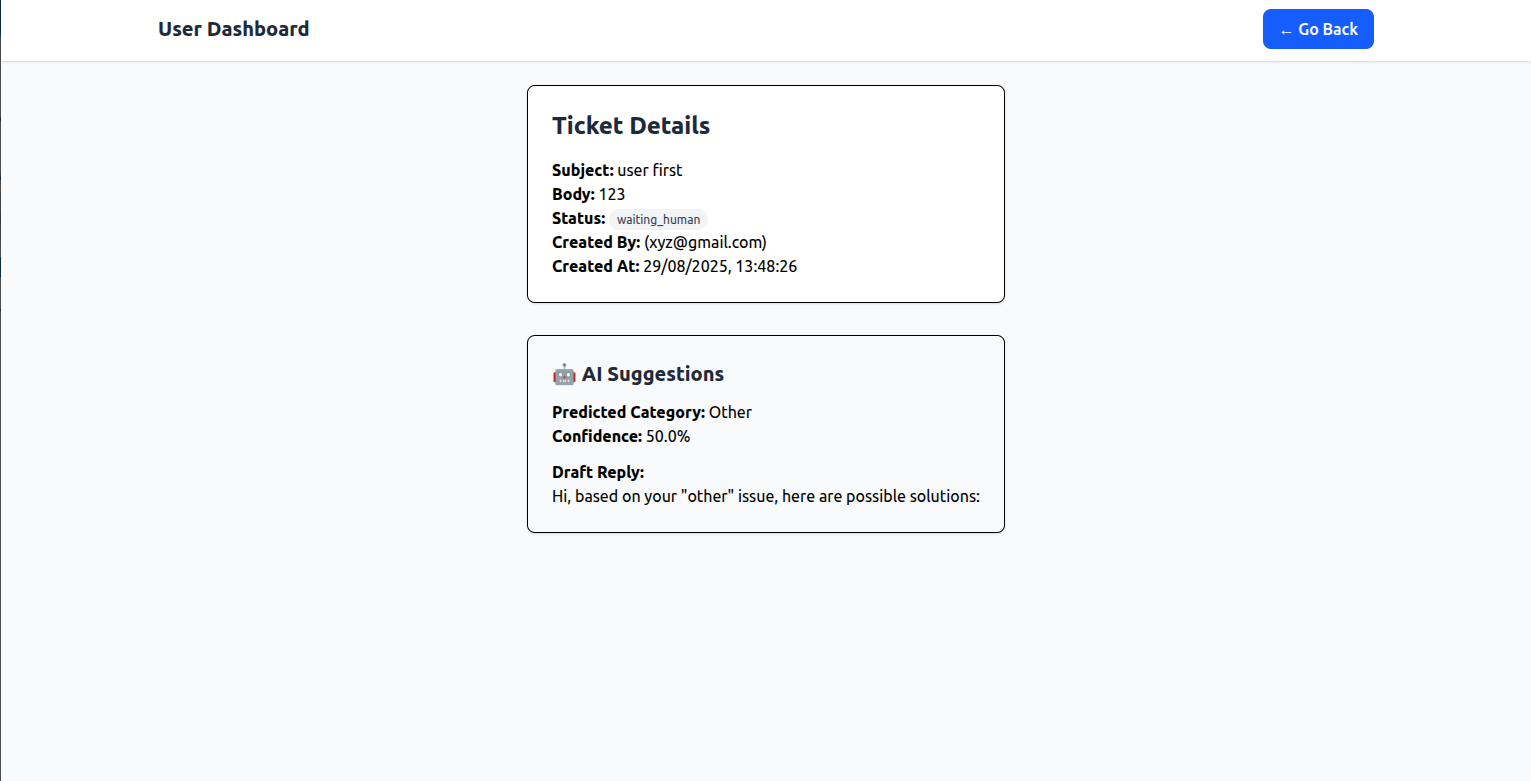 User Dashboard
← Go Back
Ticket Details
Subject: user first
Body: 123
Status: waiting_human
Created By: (xyz@gmail.com)
Created At: 29/08/2025, 13:48:26
🤖 AI Suggestions
Predicted Category: Other
Confidence: 50.0%
Draft Reply:
Hi, based on your "other" issue, here are possible solutions: